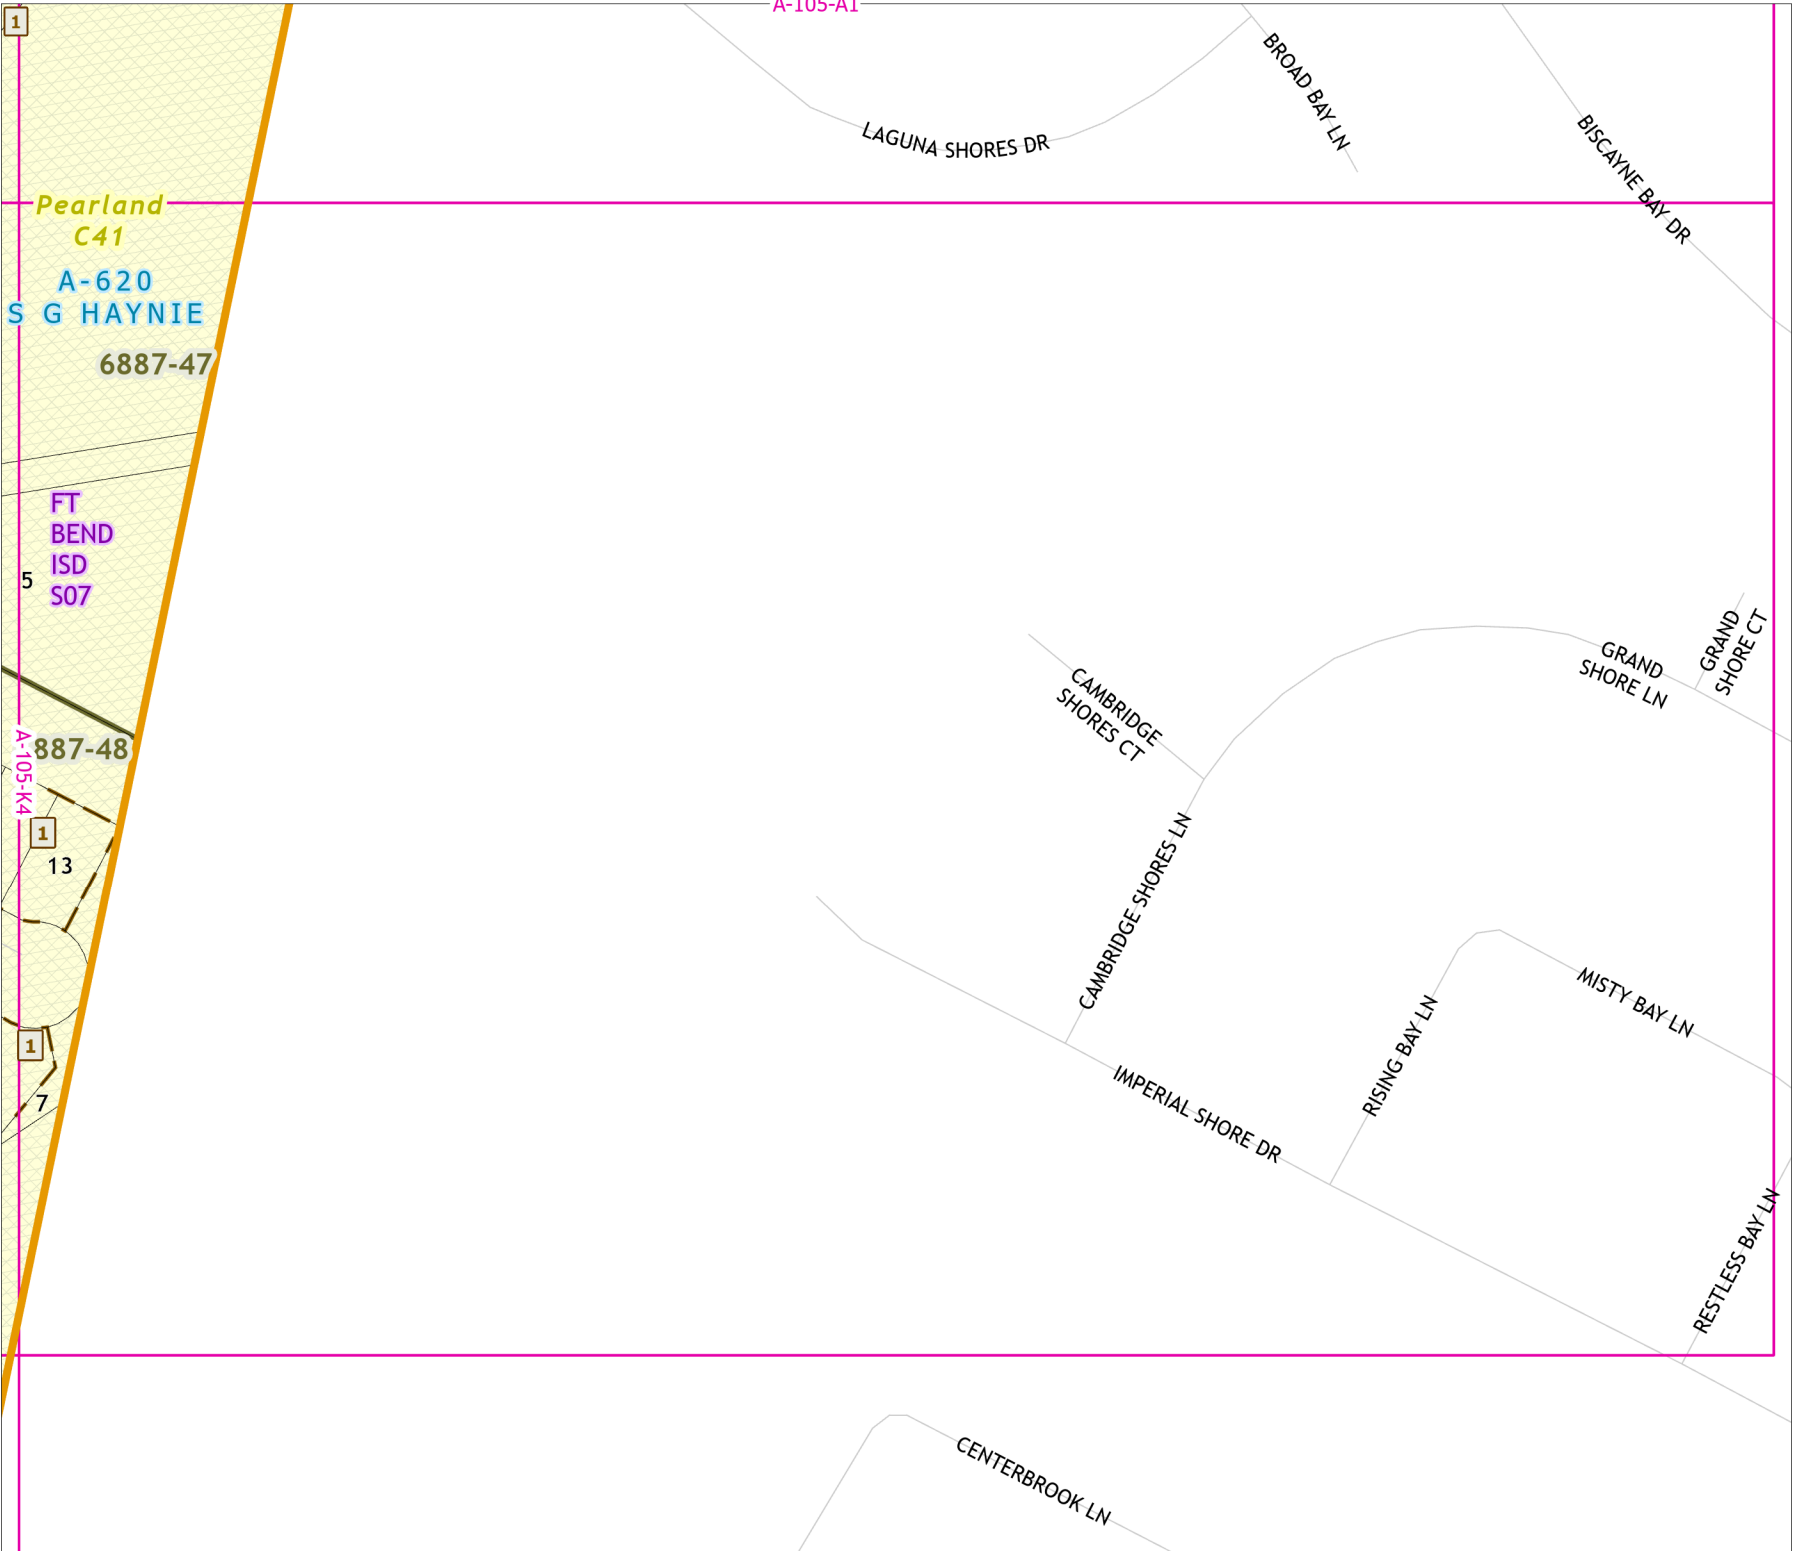 A-105-A1
1
BROAD BAY LN
LAGUNA SHORES DR
BISCAYNE BAY DR
Pearland
C41
A-620
S G HAYNIE
6887-47
FT
BEND
ISD
S07
5
GRAND
SHORE CT
GRAND
SHORE LN
CAMBRIDGE
SHORES CT
887-48
A-105-K4
1
13
CAMBRIDGE SHORES LN
MISTY BAY LN
RISING BAY LN
1
7
IMPERIAL SHORE DR
RESTLESS BAY LN
CENTERBROOK LN